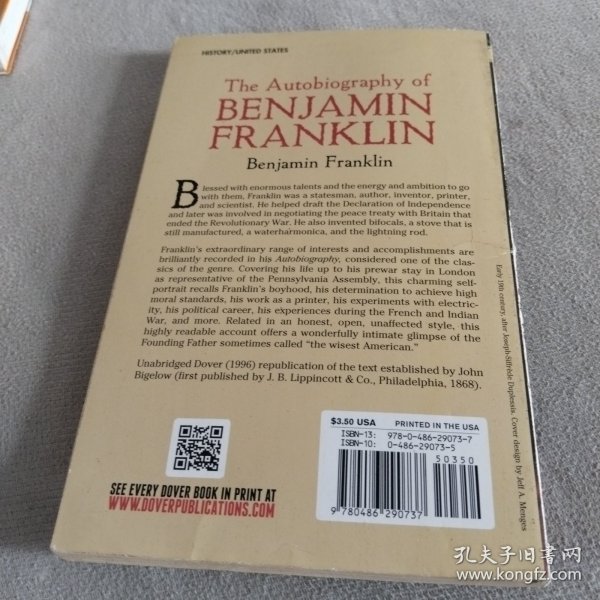 HISTORY/UNITED STATES
The Autobiography of
BENJAMIN
FRANKLIN
Benjamin Franklin
Blessed with enormous talents and the energy and ambition to go
with them, Franklin was a statesman, author, inventor, printer,
and scientist. He helped draft the Declaration of Independence
and later was involved in negotiating the peace treaty with Britain that
ended the Revolutionary War. He also invented bifocals, a stove that is
still manufactured, a waterharmonica, and the lightning rod.
Franklin's extraordinary range of interests and accomplishments are
brilliantly recorded in his Autobiography, considered one of the clas-
sics of the genre. Covering his life up to his prewar stay in London
as representative of the Pennsylvania Assembly, this charming self-
portrait recalls Franklin's boyhood, his determination to achieve high
moral standards, his work as a printer, his experiments with electric-
ity, his political career, his experiences during the French and Indian
War, and more. Related in an honest, open, unaffected style, this
highly readable account offers a wonderfully intimate glimpse of the
Founding Father sometimes called "the wisest American."
Unabridged Dover (1996) republication of the text established by John
Bigelow (first published by J. B. Lippincott & Co., Philadelphia, 1868).
Early 19th century, after Joseph-Siffrède Duplessis. Cover design by Jeff A. Menges
$3.50 USA PRINTED IN THE USA
ISBN-13: 978-0-486-29073-7
ISBN-10: 0-486-29073-5
50350
9 780486 290737
SEE EVERY DOVER BOOK IN PRINT AT
WWW.DOVERPUBLICATIONS.COM
孔夫子旧书网
www.kongfz.com